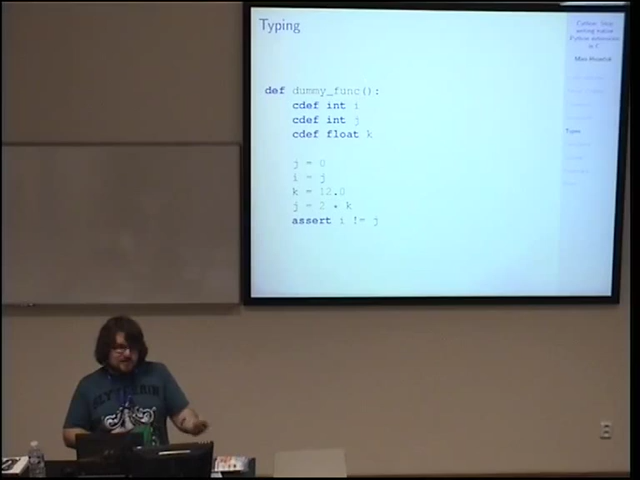 Typing
def dummy_func():
cdef int i
cdef int j
cdef float k
j = 0
i = j
k = 12.0
j = 2 * k
assert i != j
Cython: Stop
writing native
Python extensions
in C
Types
SLYTHERIN